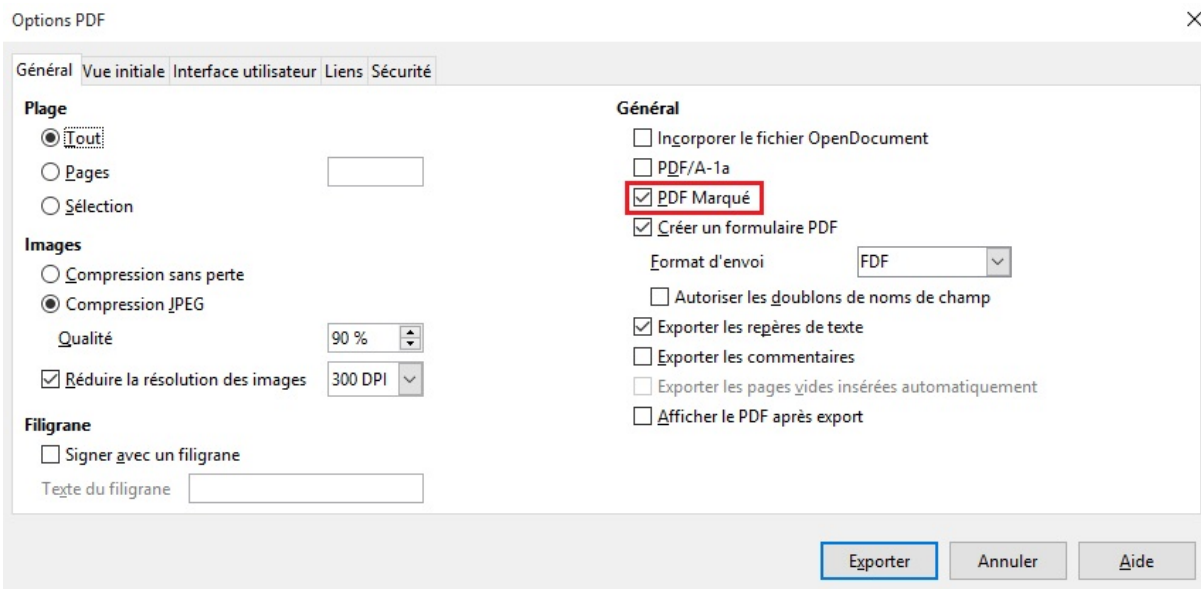 Options PDF
Général Vue initiale Interface utilisateur Liens Sécurité
Plage
Tout
Pages
Sélection
Images
Compression sans perte
Compression JPEG
Qualité 90 %
Réduire la résolution des images 300 DPI
Filigrane
Signer avec un filigrane
Texte du filigrane
Général
Incorporer le fichier OpenDocument
PDF/A-1a
PDF Marqué
Créer un formulaire PDF
Format d'envoi FDF
Autoriser les doublons de noms de champ
Exporter les repères de texte
Exporter les commentaires
Exporter les pages vides insérées automatiquement
Afficher le PDF après export
Exporter Annuler Aide